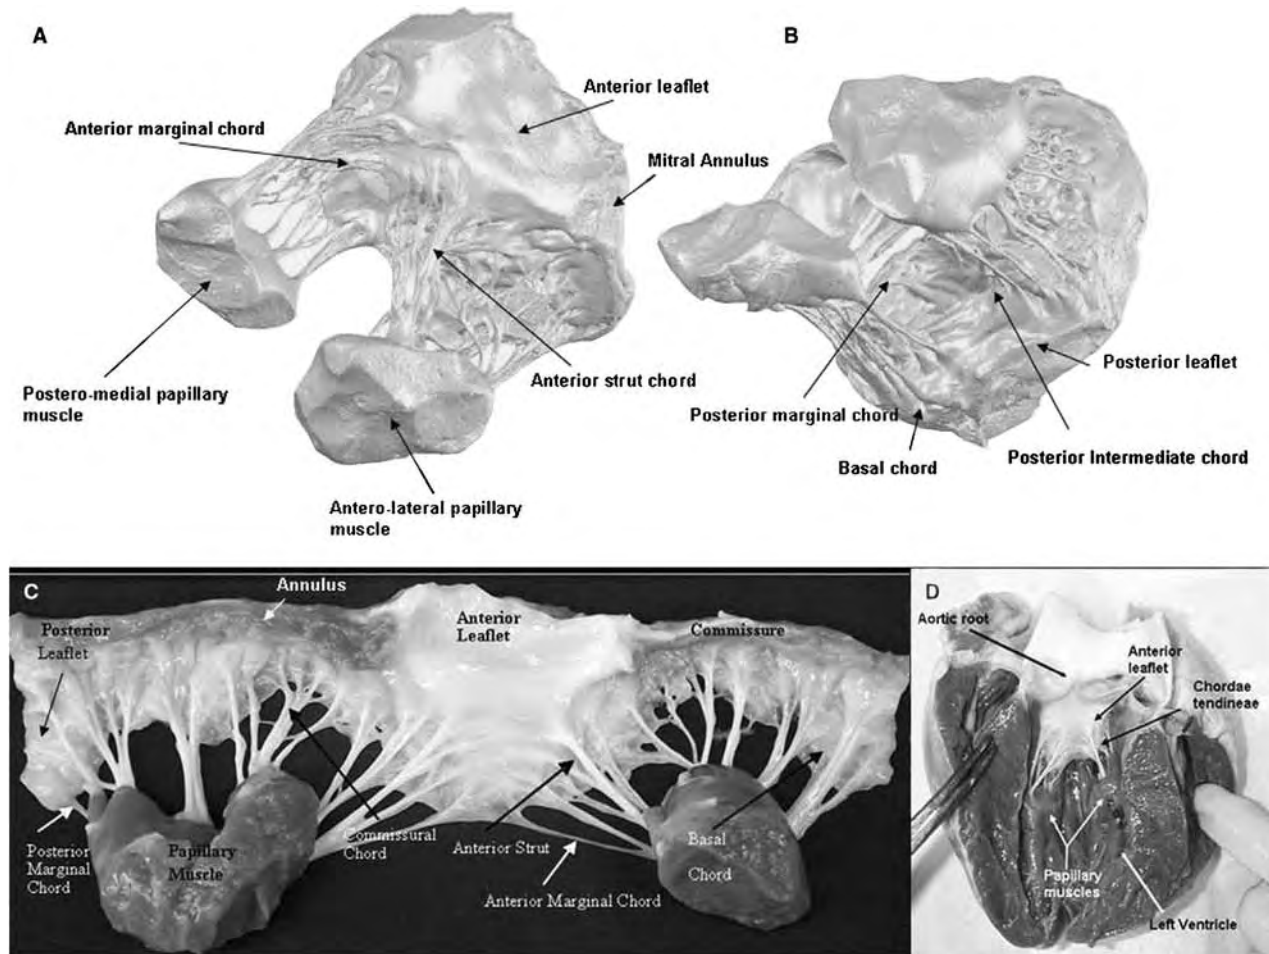 A
B
Anterior leaflet
Anterior marginal chord
Mitral Annulus
Postero-medial papillary
muscle
Anterior strut chord
Antero-lateral papillary
muscle
Posterior leaflet
Posterior marginal chord
Basal chord
Posterior Intermediate chord
C
Annulus
Posterior
Leaflet
Anterior
Leaflet
Commissure
Posterior
Marginal
Chord
Papillary
Muscle
Commissural
Chord
Anterior Strut
Anterior Marginal Chord
Basal
Chord
D
Aortic root
Anterior
leaflet
Chordae
tendineae
Papillary
muscles
Left Ventricle